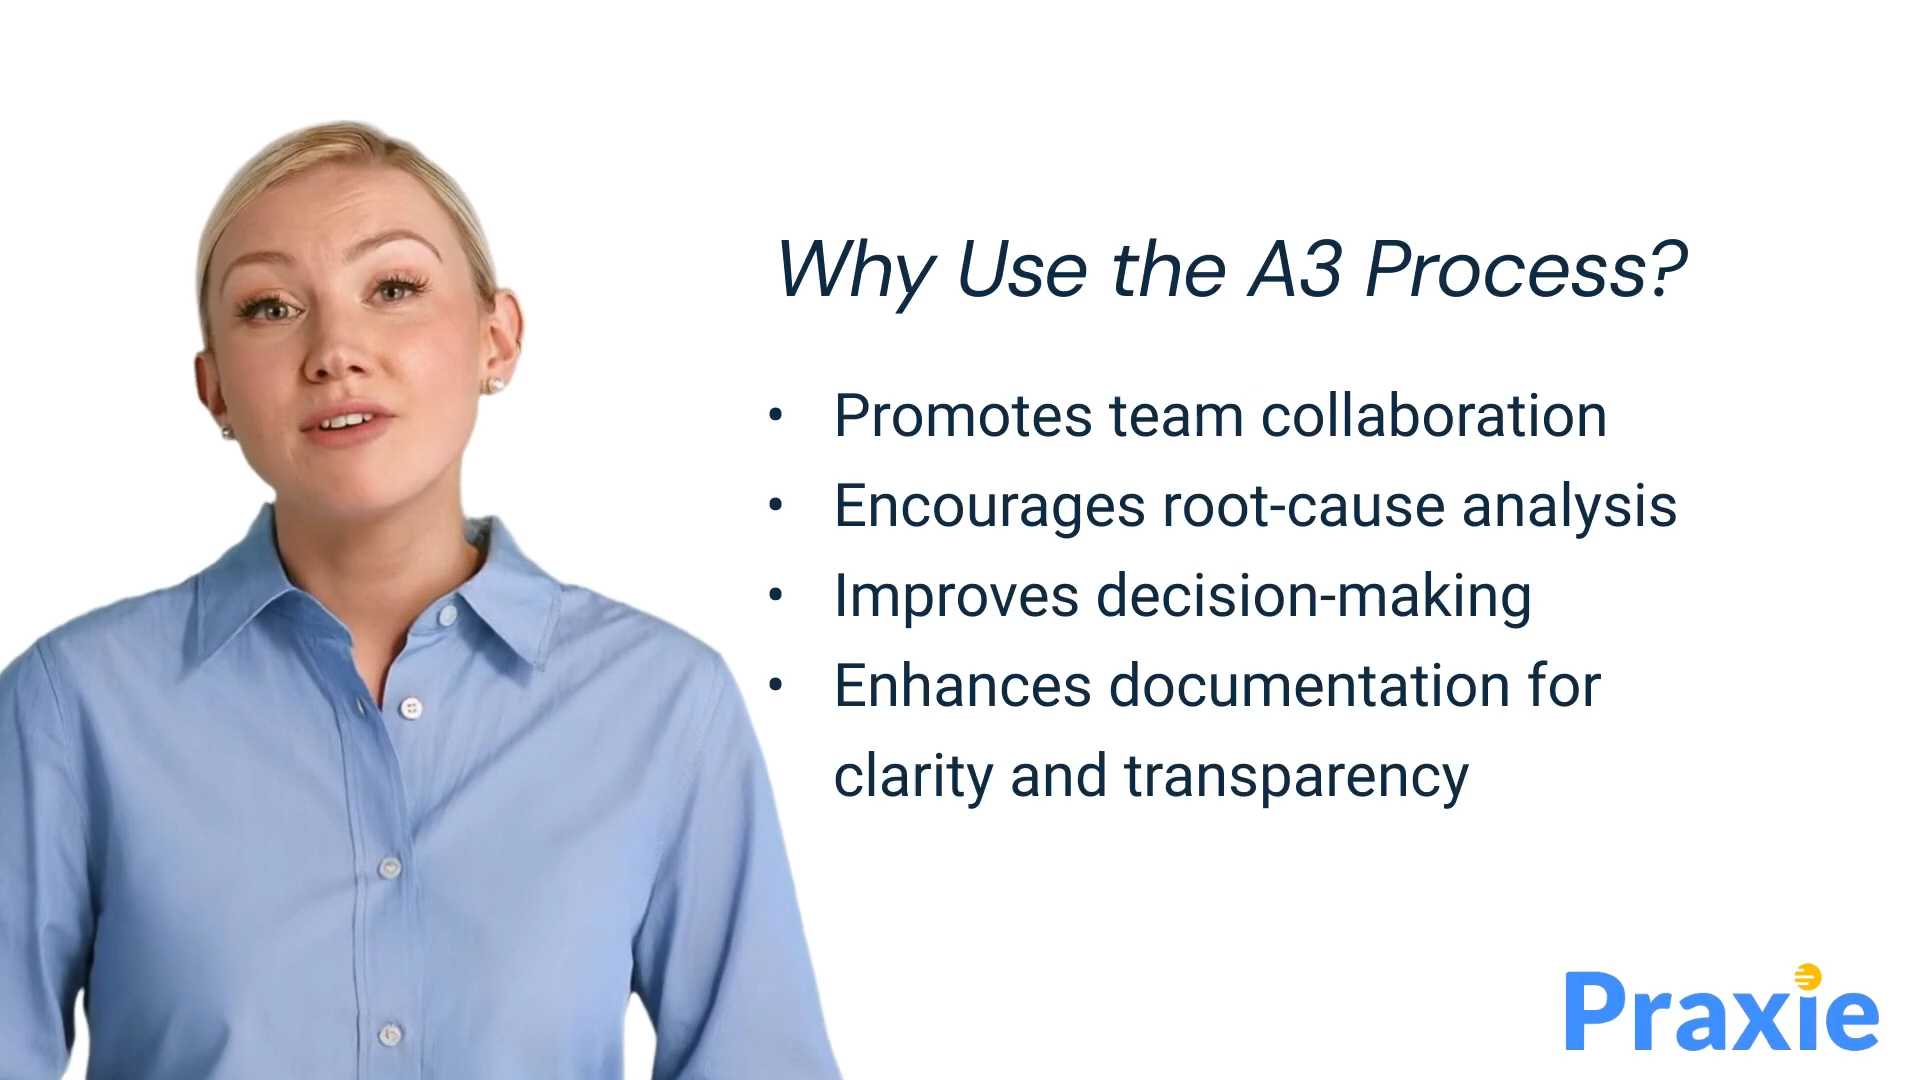 Why Use the A3 Process?
• Promotes team collaboration
• Encourages root-cause analysis
• Improves decision-making
• Enhances documentation for
clarity and transparency
Praxie